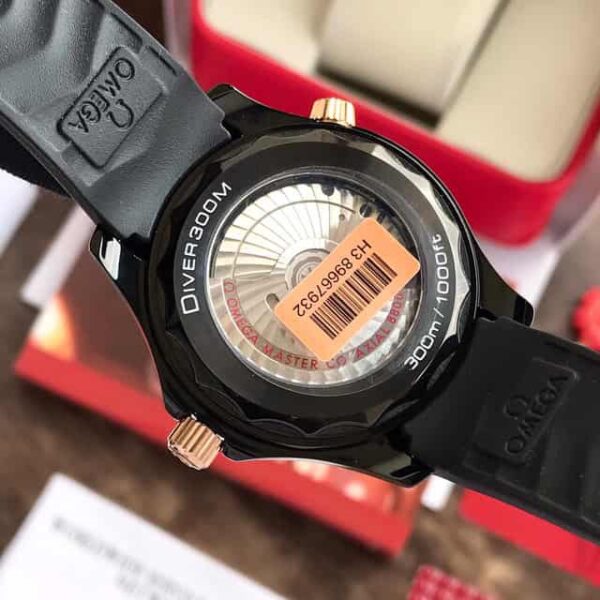 Ω OMEGA
DIVER 300M
H3 89667932
Ω OMEGA MASTER CO-AXIAL
300m / 1000ft
Ω OMEGA